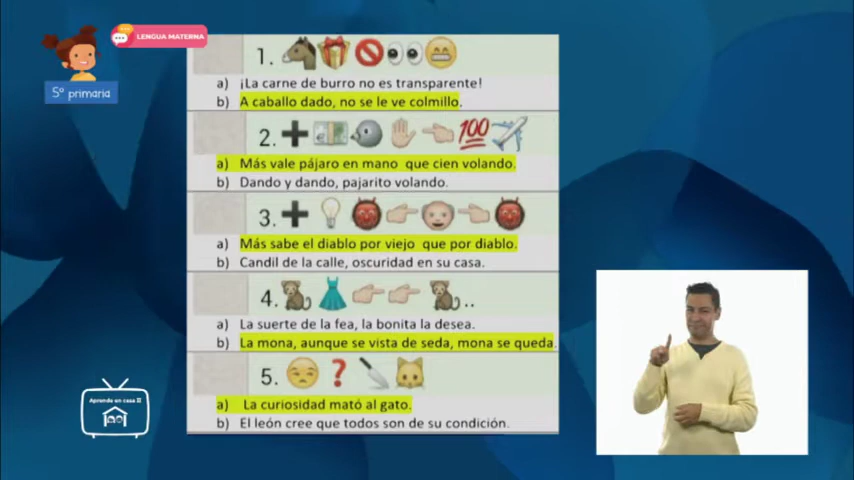 LENGUA MATERNA
5º primaria
1.
a) ¡La carne de burro no es transparente!
b) A caballo dado, no se le ve colmillo.
2. 100
a) Más vale pájaro en mano que cien volando.
b) Dando y dando, pajarito volando.
3.
a) Más sabe el diablo por viejo que por diablo.
b) Candil de la calle, oscuridad en su casa.
4. ..
a) La suerte de la fea, la bonita la desea.
b) La mona, aunque se vista de seda, mona se queda.
5. ?
a) La curiosidad mató al gato.
b) El león cree que todos son de su condición.
Aprende en casa II